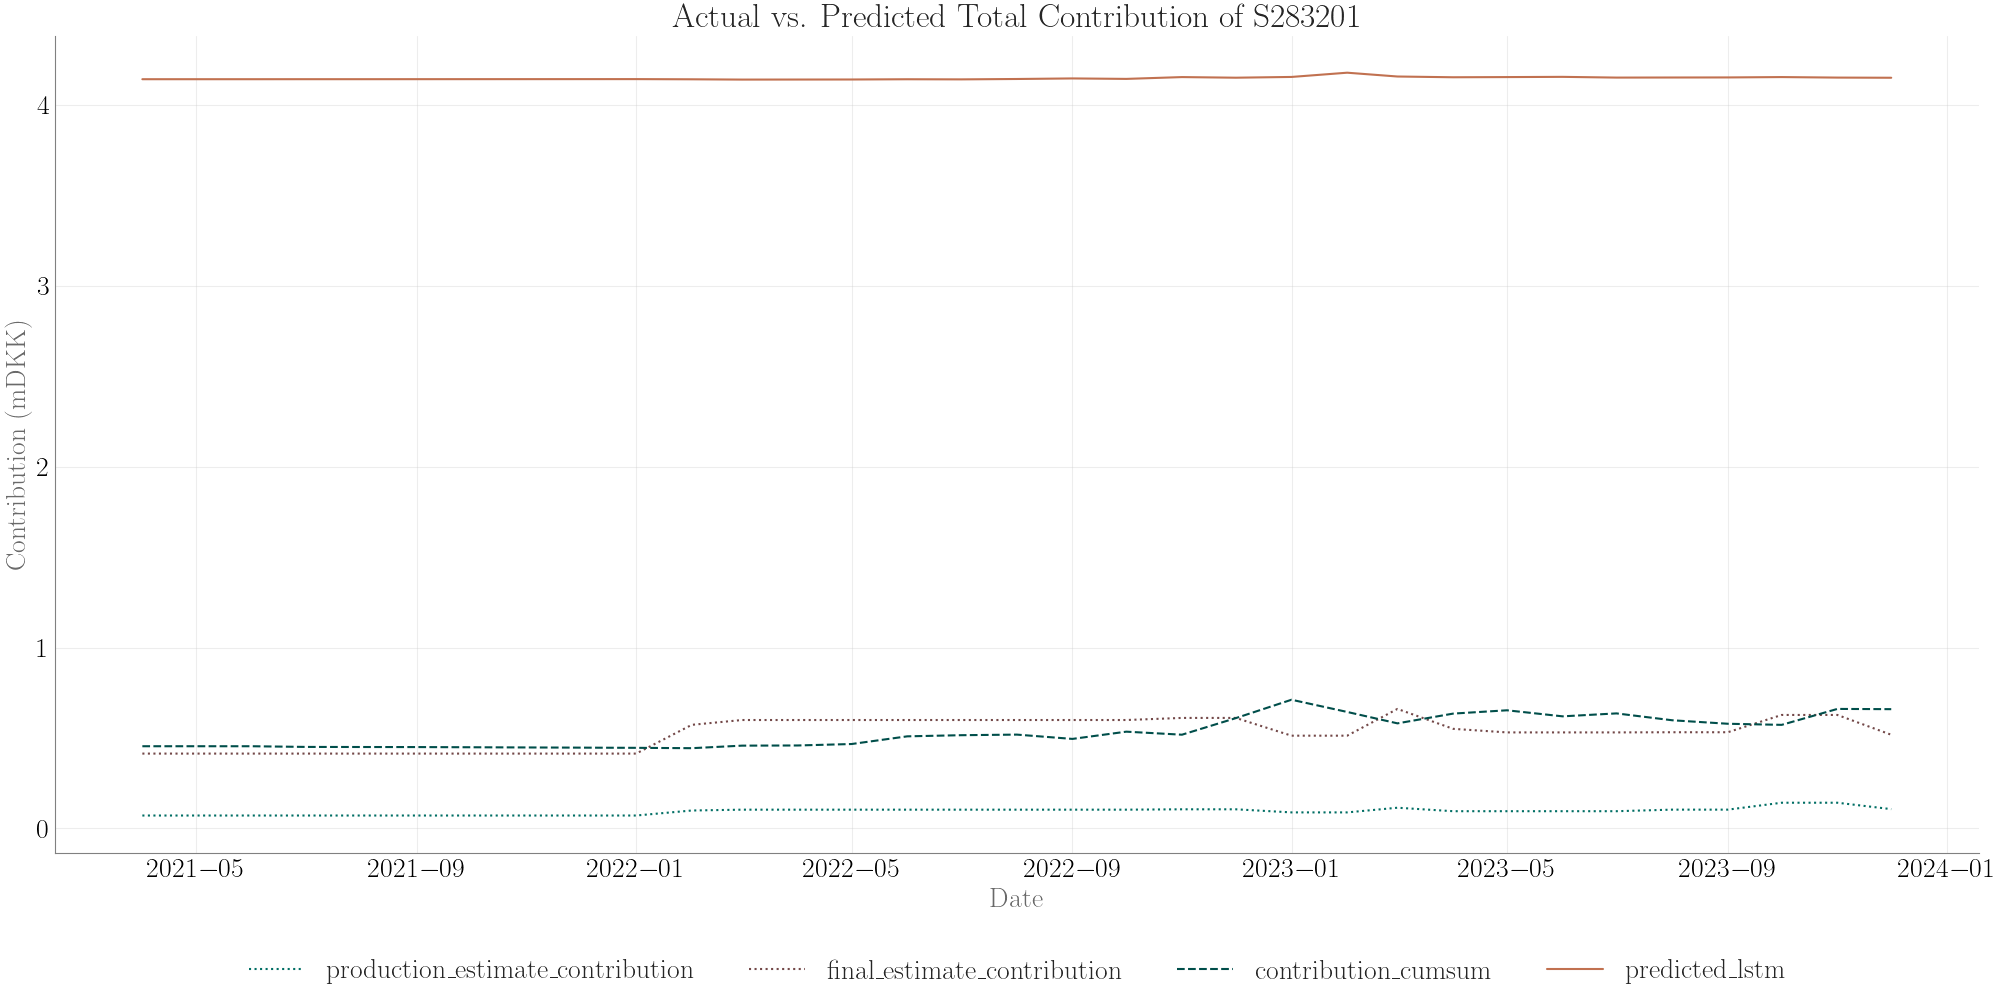 Actual vs. Predicted Total Contribution of S283201
Contribution (mDKK)
4
3
2
1
0
2021−05 2021−09 2022−01 2022−05 2022−09 2023−01 2023−05 2023−09 2024−01
Date
production_estimate_contribution final_estimate_contribution contribution_cumsum predicted_lstm